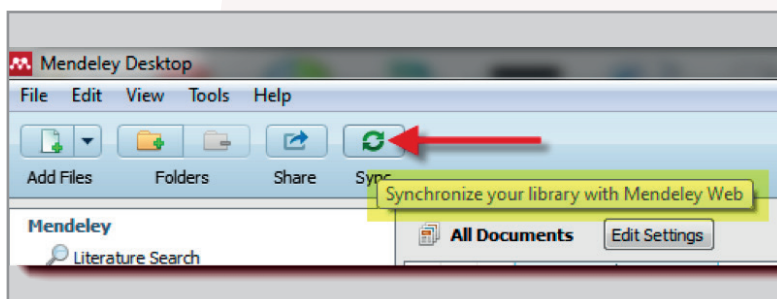 Mendeley Desktop
File Edit View Tools Help
Add Files Folders Share Sync
Synchronize your library with Mendeley Web
Mendeley
All Documents Edit Settings
Literature Search